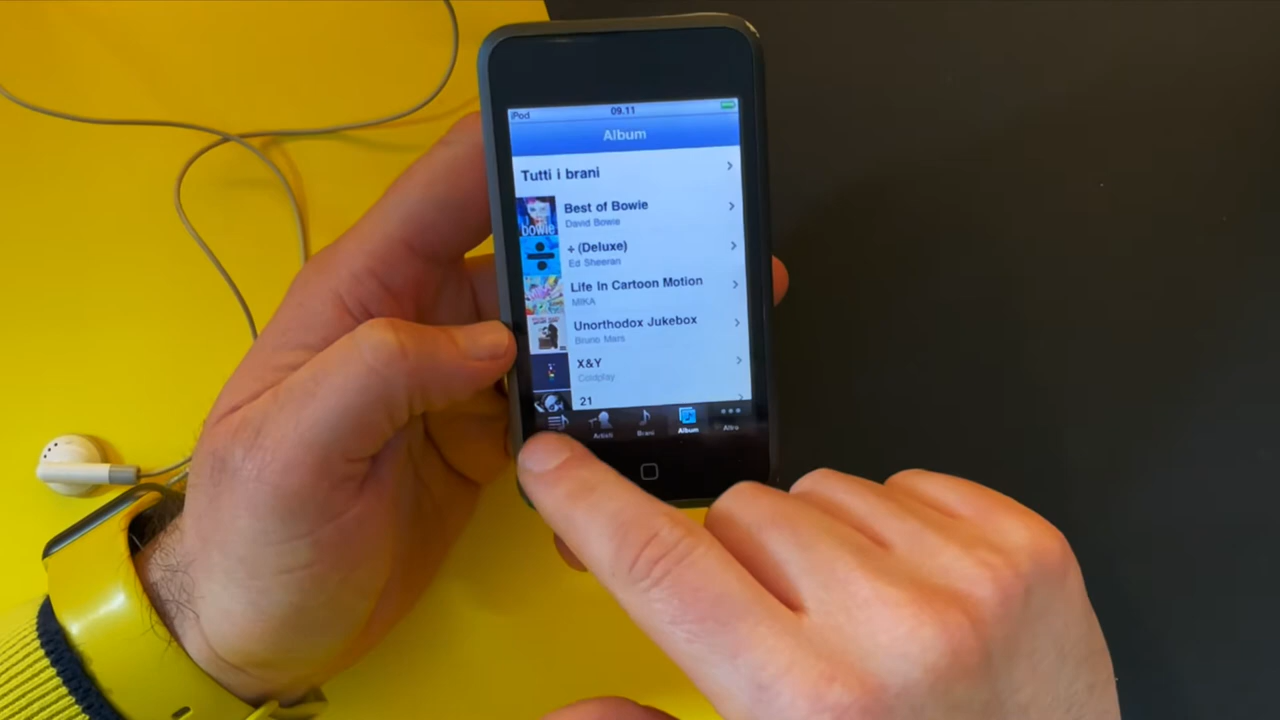 iPod 09.11
Album
Tutti i brani
Best of Bowie
David Bowie
bowie
÷ (Deluxe)
Ed Sheeran
Life In Cartoon Motion
MIKA
Unorthodox Jukebox
Bruno Mars
X&Y
Coldplay
21
Artisti Brani Album Altro